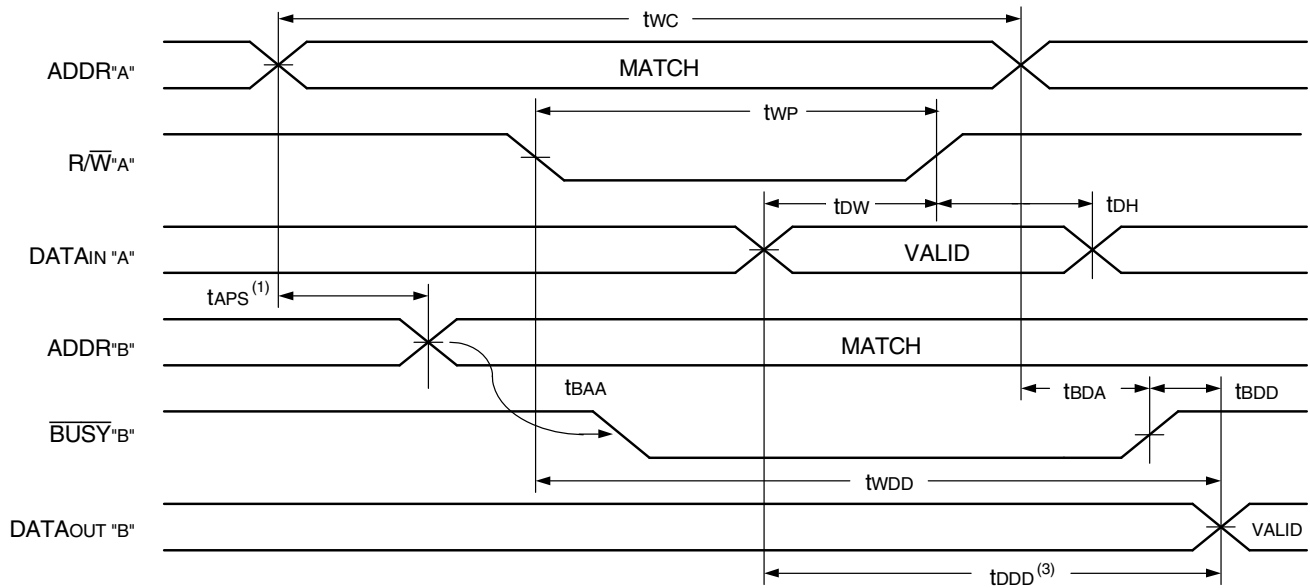 tWC
ADDR"A" MATCH
tWP
R/W̅"A"
tDW tDH
DATAIN "A" VALID
tAPS(1)
ADDR"B" MATCH
tBAA tBDA tBDD
B̅U̅S̅Y̅"B"
tWDD
DATAOUT "B" VALID
tDDD(3)